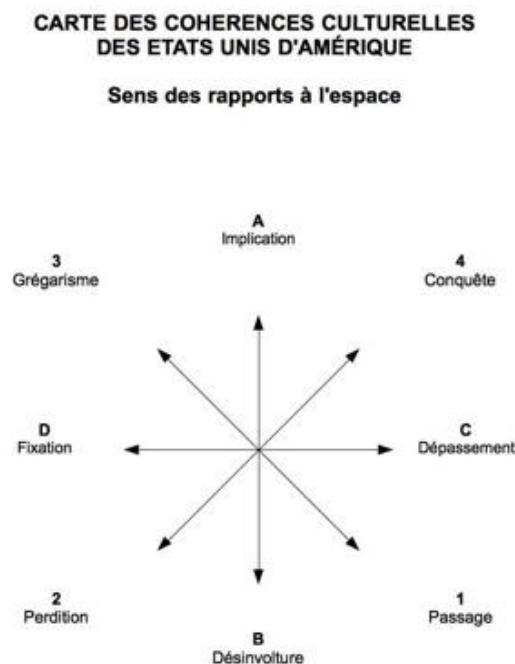 CARTE DES COHERENCES CULTURELLES
DES ETATS UNIS D'AMÉRIQUE
Sens des rapports à l'espace
A
Implication
3
Grégarisme
4
Conquête
D
Fixation
C
Dépassement
2
Perdition
1
Passage
B
Désinvolture